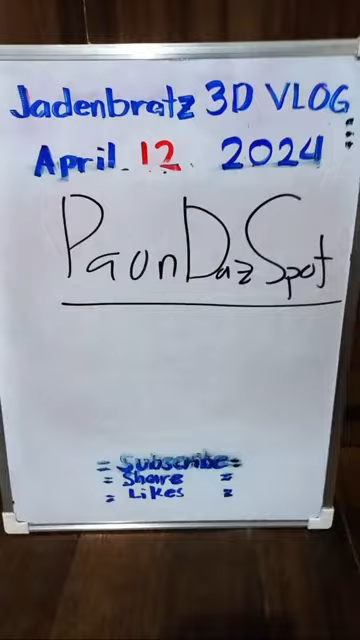 Jadenbratz 3D VLOG :
April. 12. 2024
PaonDazSpot
= Subscribe =
= Share =
= Likes =